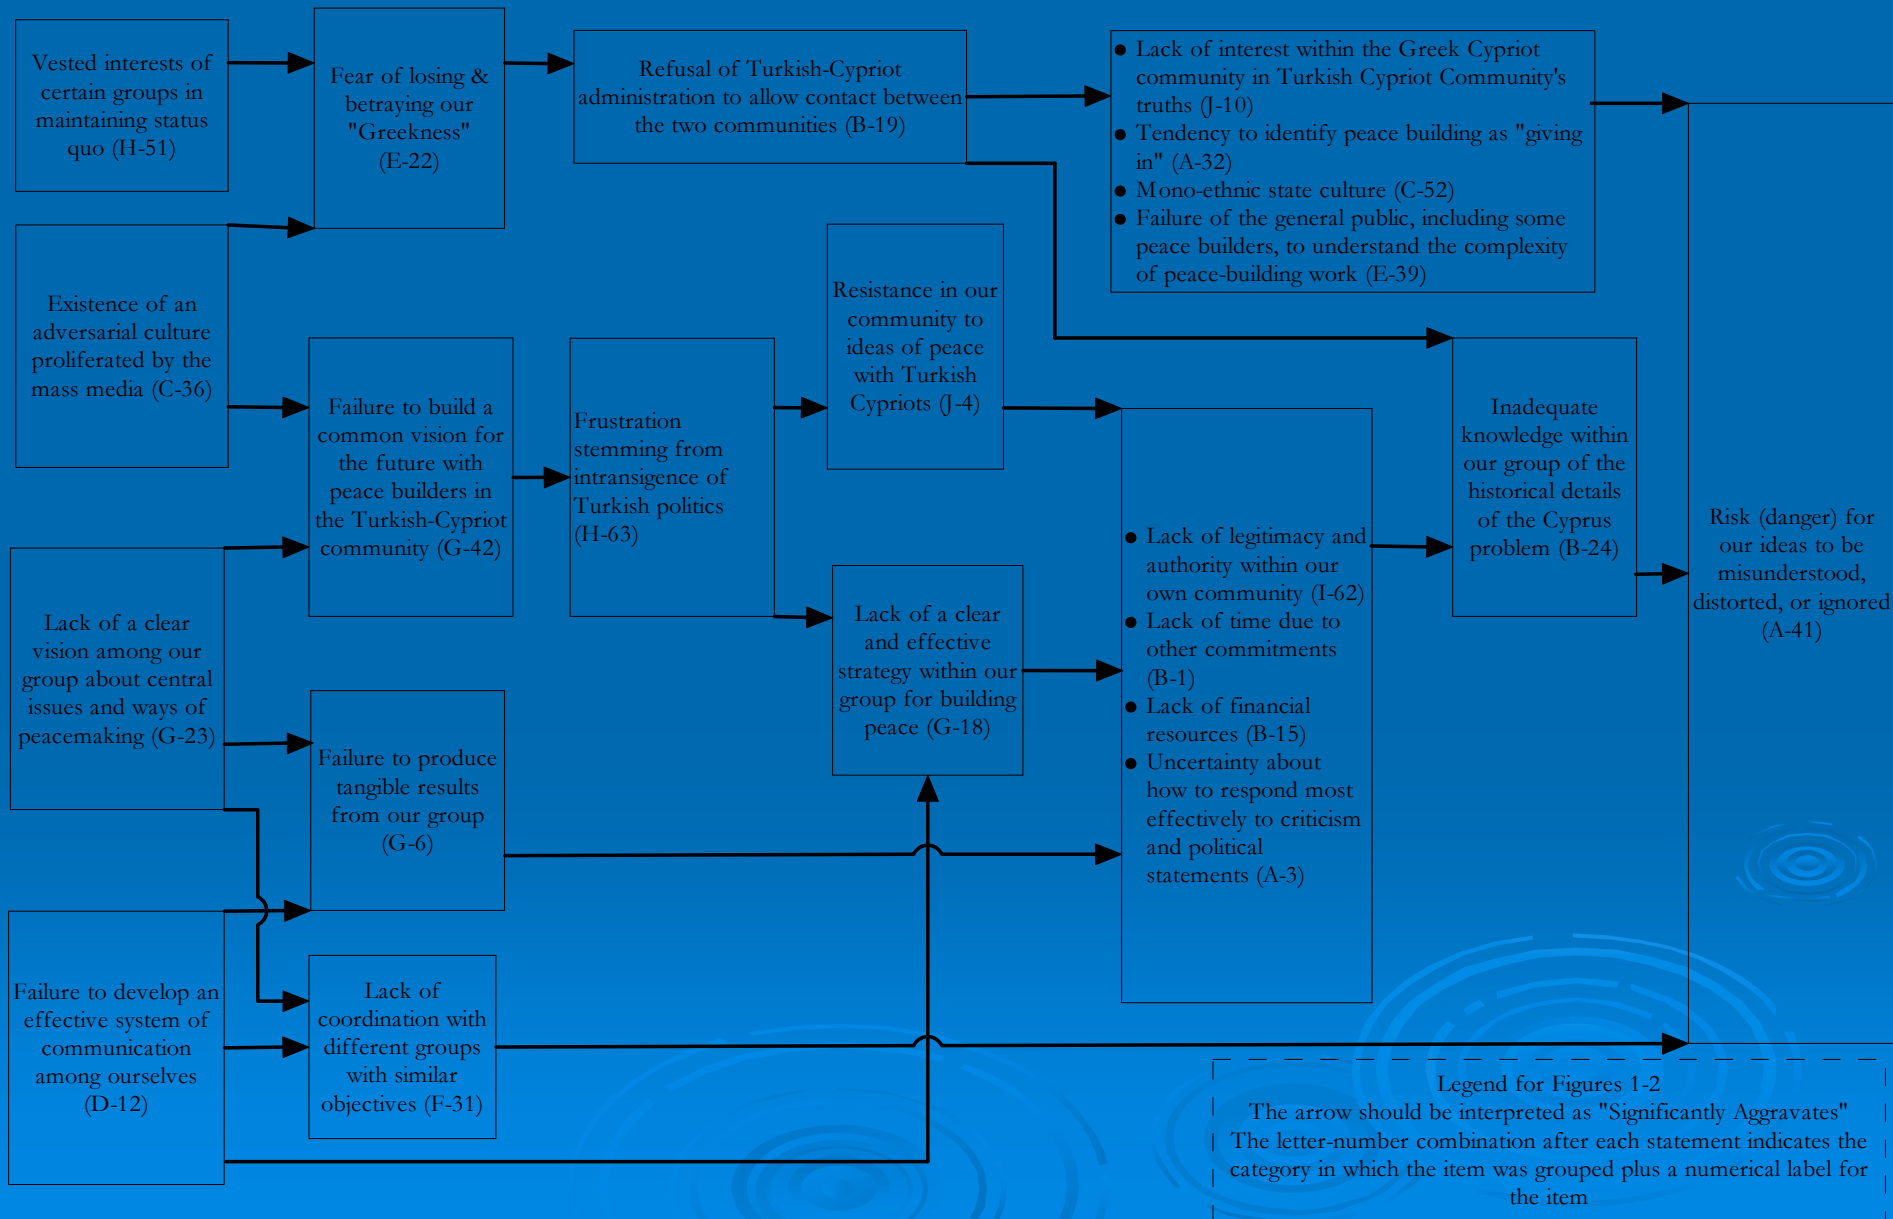 Vested interests of
certain groups in
maintaining status
quo (H-51)
Fear of losing &
betraying our
"Greekness"
(E-22)
Refusal of Turkish-Cypriot
administration to allow contact between
the two communities (B-19)
● Lack of interest within the Greek Cypriot
community in Turkish Cypriot Community's
truths (J-10)
● Tendency to identify peace building as "giving
in" (A-32)
● Mono-ethnic state culture (C-52)
● Failure of the general public, including some
peace builders, to understand the complexity
of peace-building work (E-39)
Existence of an
adversarial culture
proliferated by the
mass media (C-36)
Failure to build a
common vision for
the future with
peace builders in
the Turkish-Cypriot
community (G-42)
Frustration
stemming from
intransigence of
Turkish politics
(H-63)
Resistance in our
community to
ideas of peace
with Turkish
Cypriots (J-4)
Inadequate
knowledge within
our group of the
historical details
of the Cyprus
problem (B-24)
Risk (danger) for
our ideas to be
misunderstood,
distorted, or ignored
(A-41)
Lack of a clear
vision among our
group about central
issues and ways of
peacemaking (G-23)
Failure to produce
tangible results
from our group
(G-6)
Lack of a clear
and effective
strategy within our
group for building
peace (G-18)
● Lack of legitimacy and
authority within our
own community (I-62)
● Lack of time due to
other commitments
(B-1)
● Lack of financial
resources (B-15)
● Uncertainty about
how to respond most
effectively to criticism
and political
statements (A-3)
Failure to develop an
effective system of
communication
among ourselves
(D-12)
Lack of
coordination with
different groups
with similar
objectives (F-31)
Legend for Figures 1-2
The arrow should be interpreted as "Significantly Aggravates"
The letter-number combination after each statement indicates the
category in which the item was grouped plus a numerical label for
the item